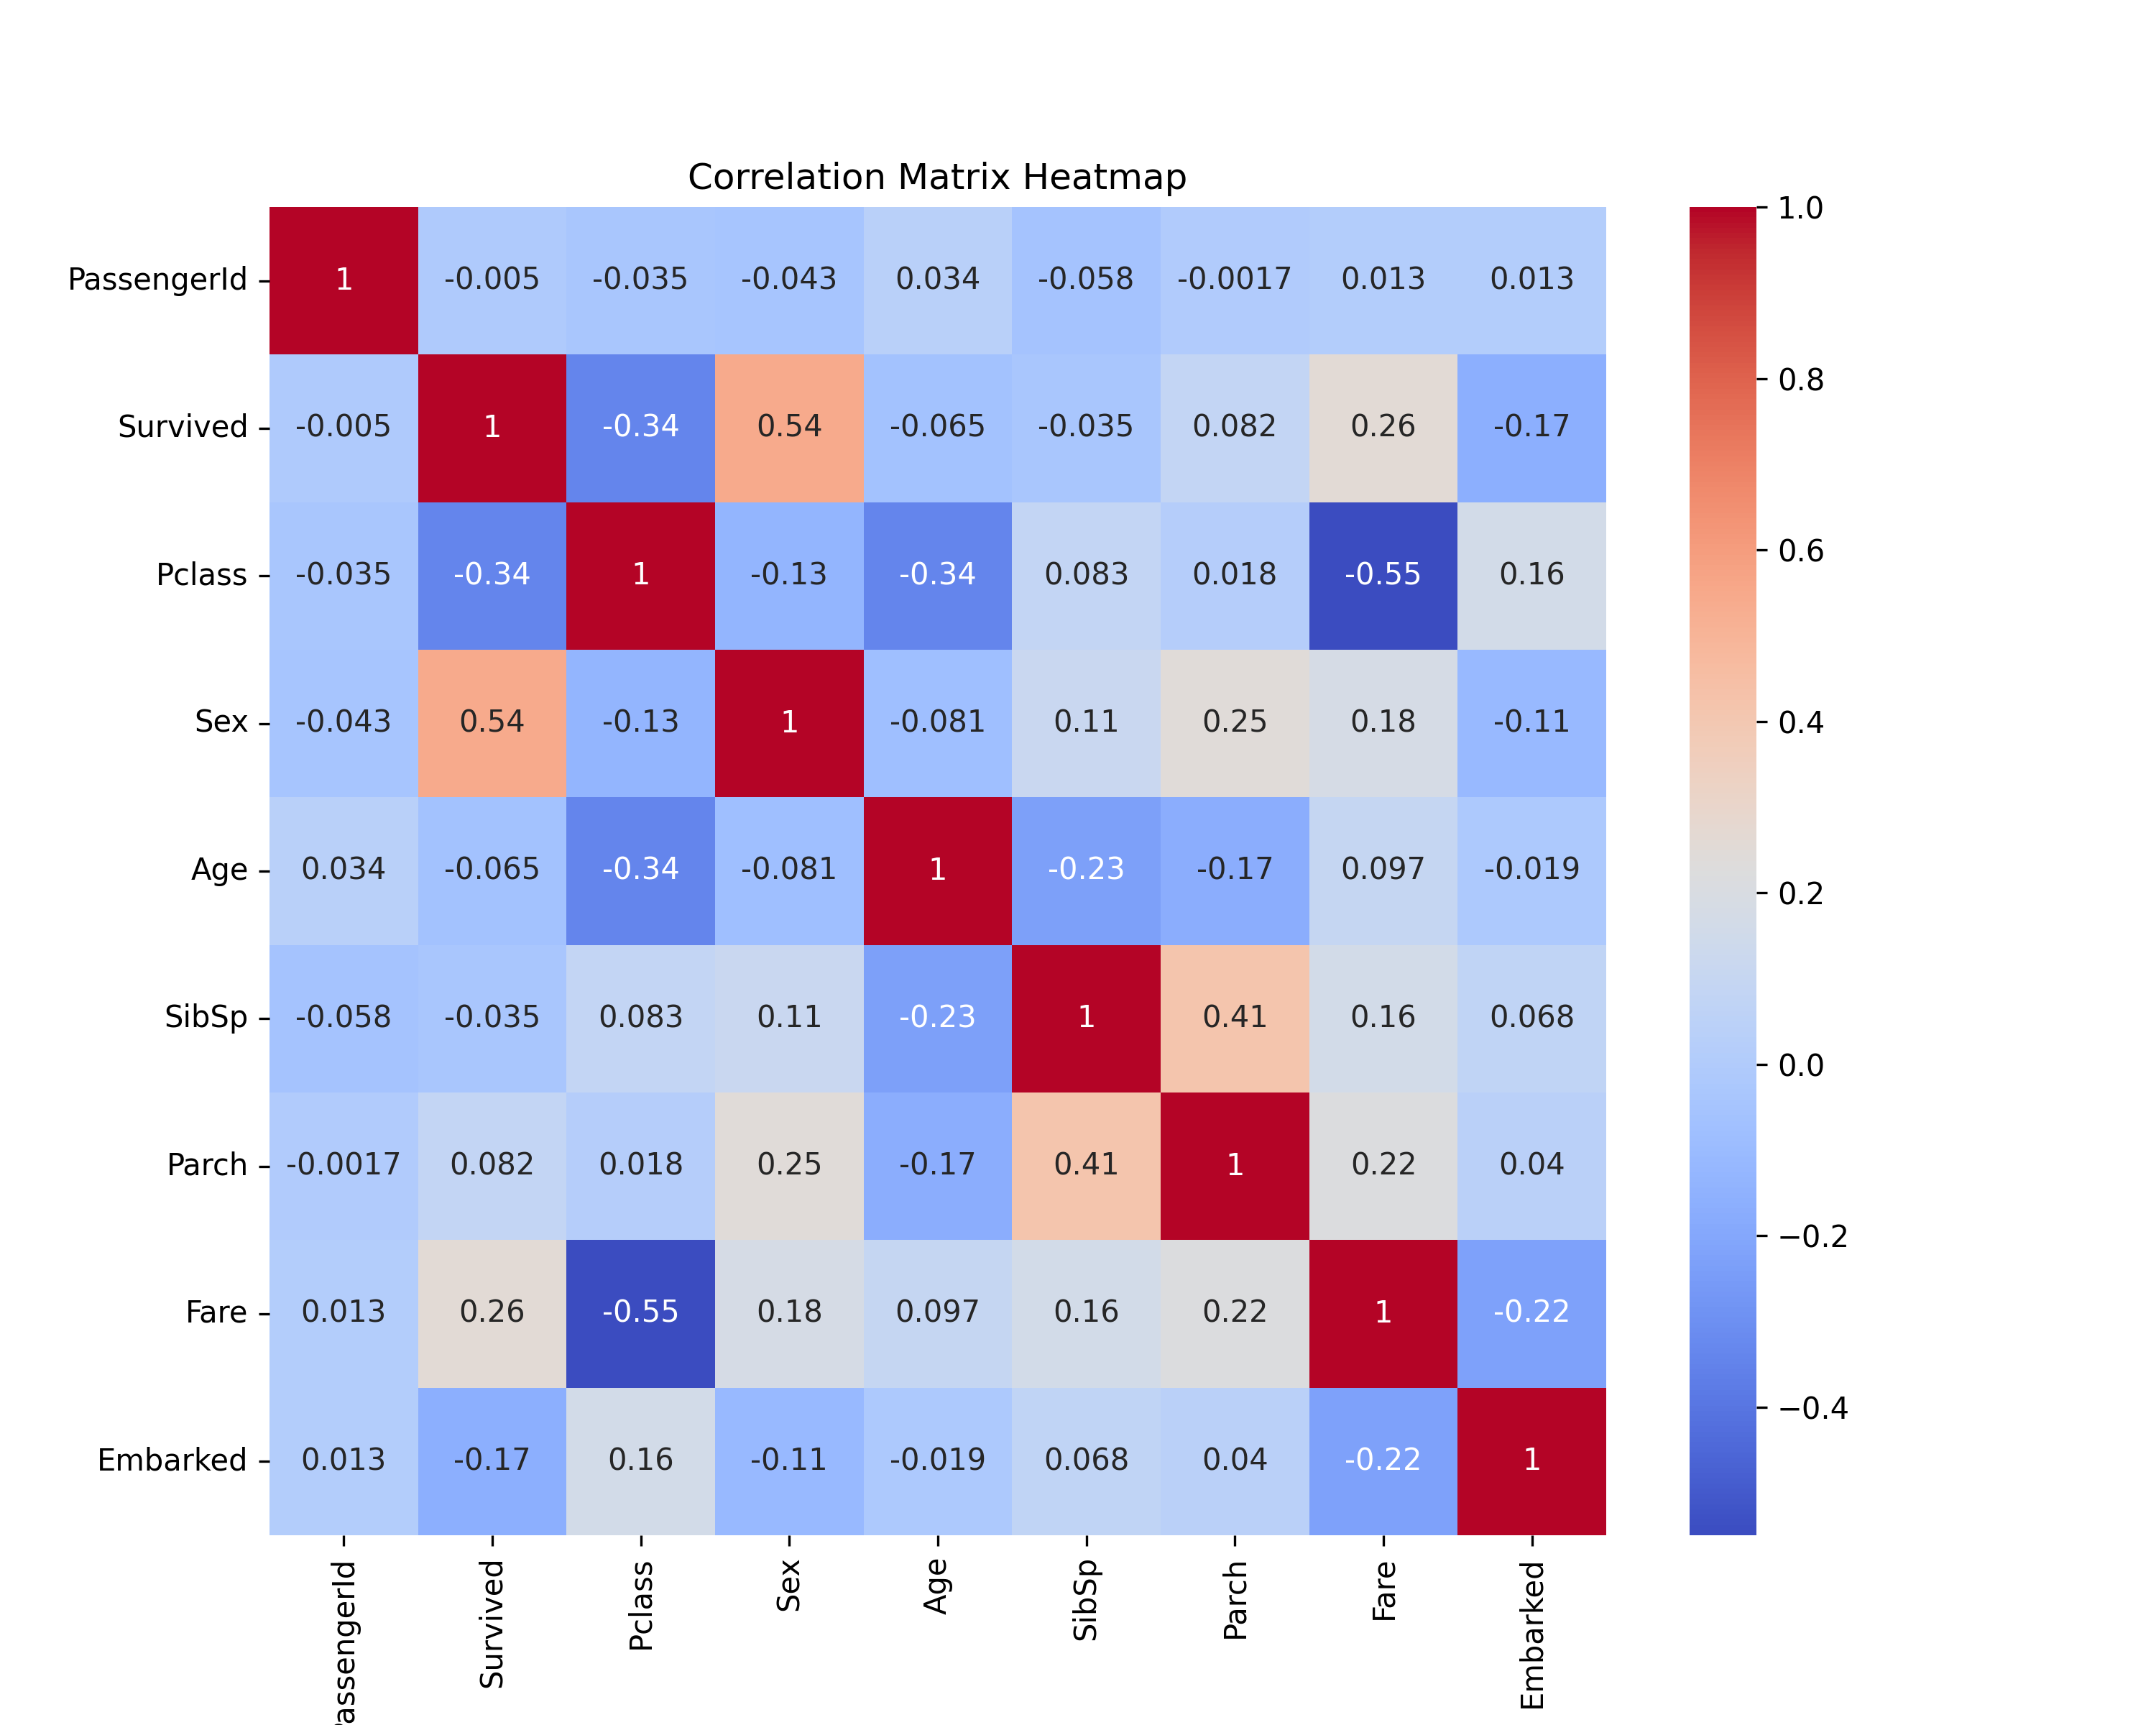 Correlation Matrix Heatmap
PassengerId 1 -0.005 -0.035 -0.043 0.034 -0.058 -0.0017 0.013 0.013
Survived -0.005 1 -0.34 0.54 -0.065 -0.035 0.082 0.26 -0.17
Pclass -0.035 -0.34 1 -0.13 -0.34 0.083 0.018 -0.55 0.16
Sex -0.043 0.54 -0.13 1 -0.081 0.11 0.25 0.18 -0.11
Age 0.034 -0.065 -0.34 -0.081 1 -0.23 -0.17 0.097 -0.019
SibSp -0.058 -0.035 0.083 0.11 -0.23 1 0.41 0.16 0.068
Parch -0.0017 0.082 0.018 0.25 -0.17 0.41 1 0.22 0.04
Fare 0.013 0.26 -0.55 0.18 0.097 0.16 0.22 1 -0.22
Embarked 0.013 -0.17 0.16 -0.11 -0.019 0.068 0.04 -0.22 1
PassengerId
Survived
Pclass
Sex
Age
SibSp
Parch
Fare
Embarked
1.0
0.8
0.6
0.4
0.2
0.0
−0.2
−0.4